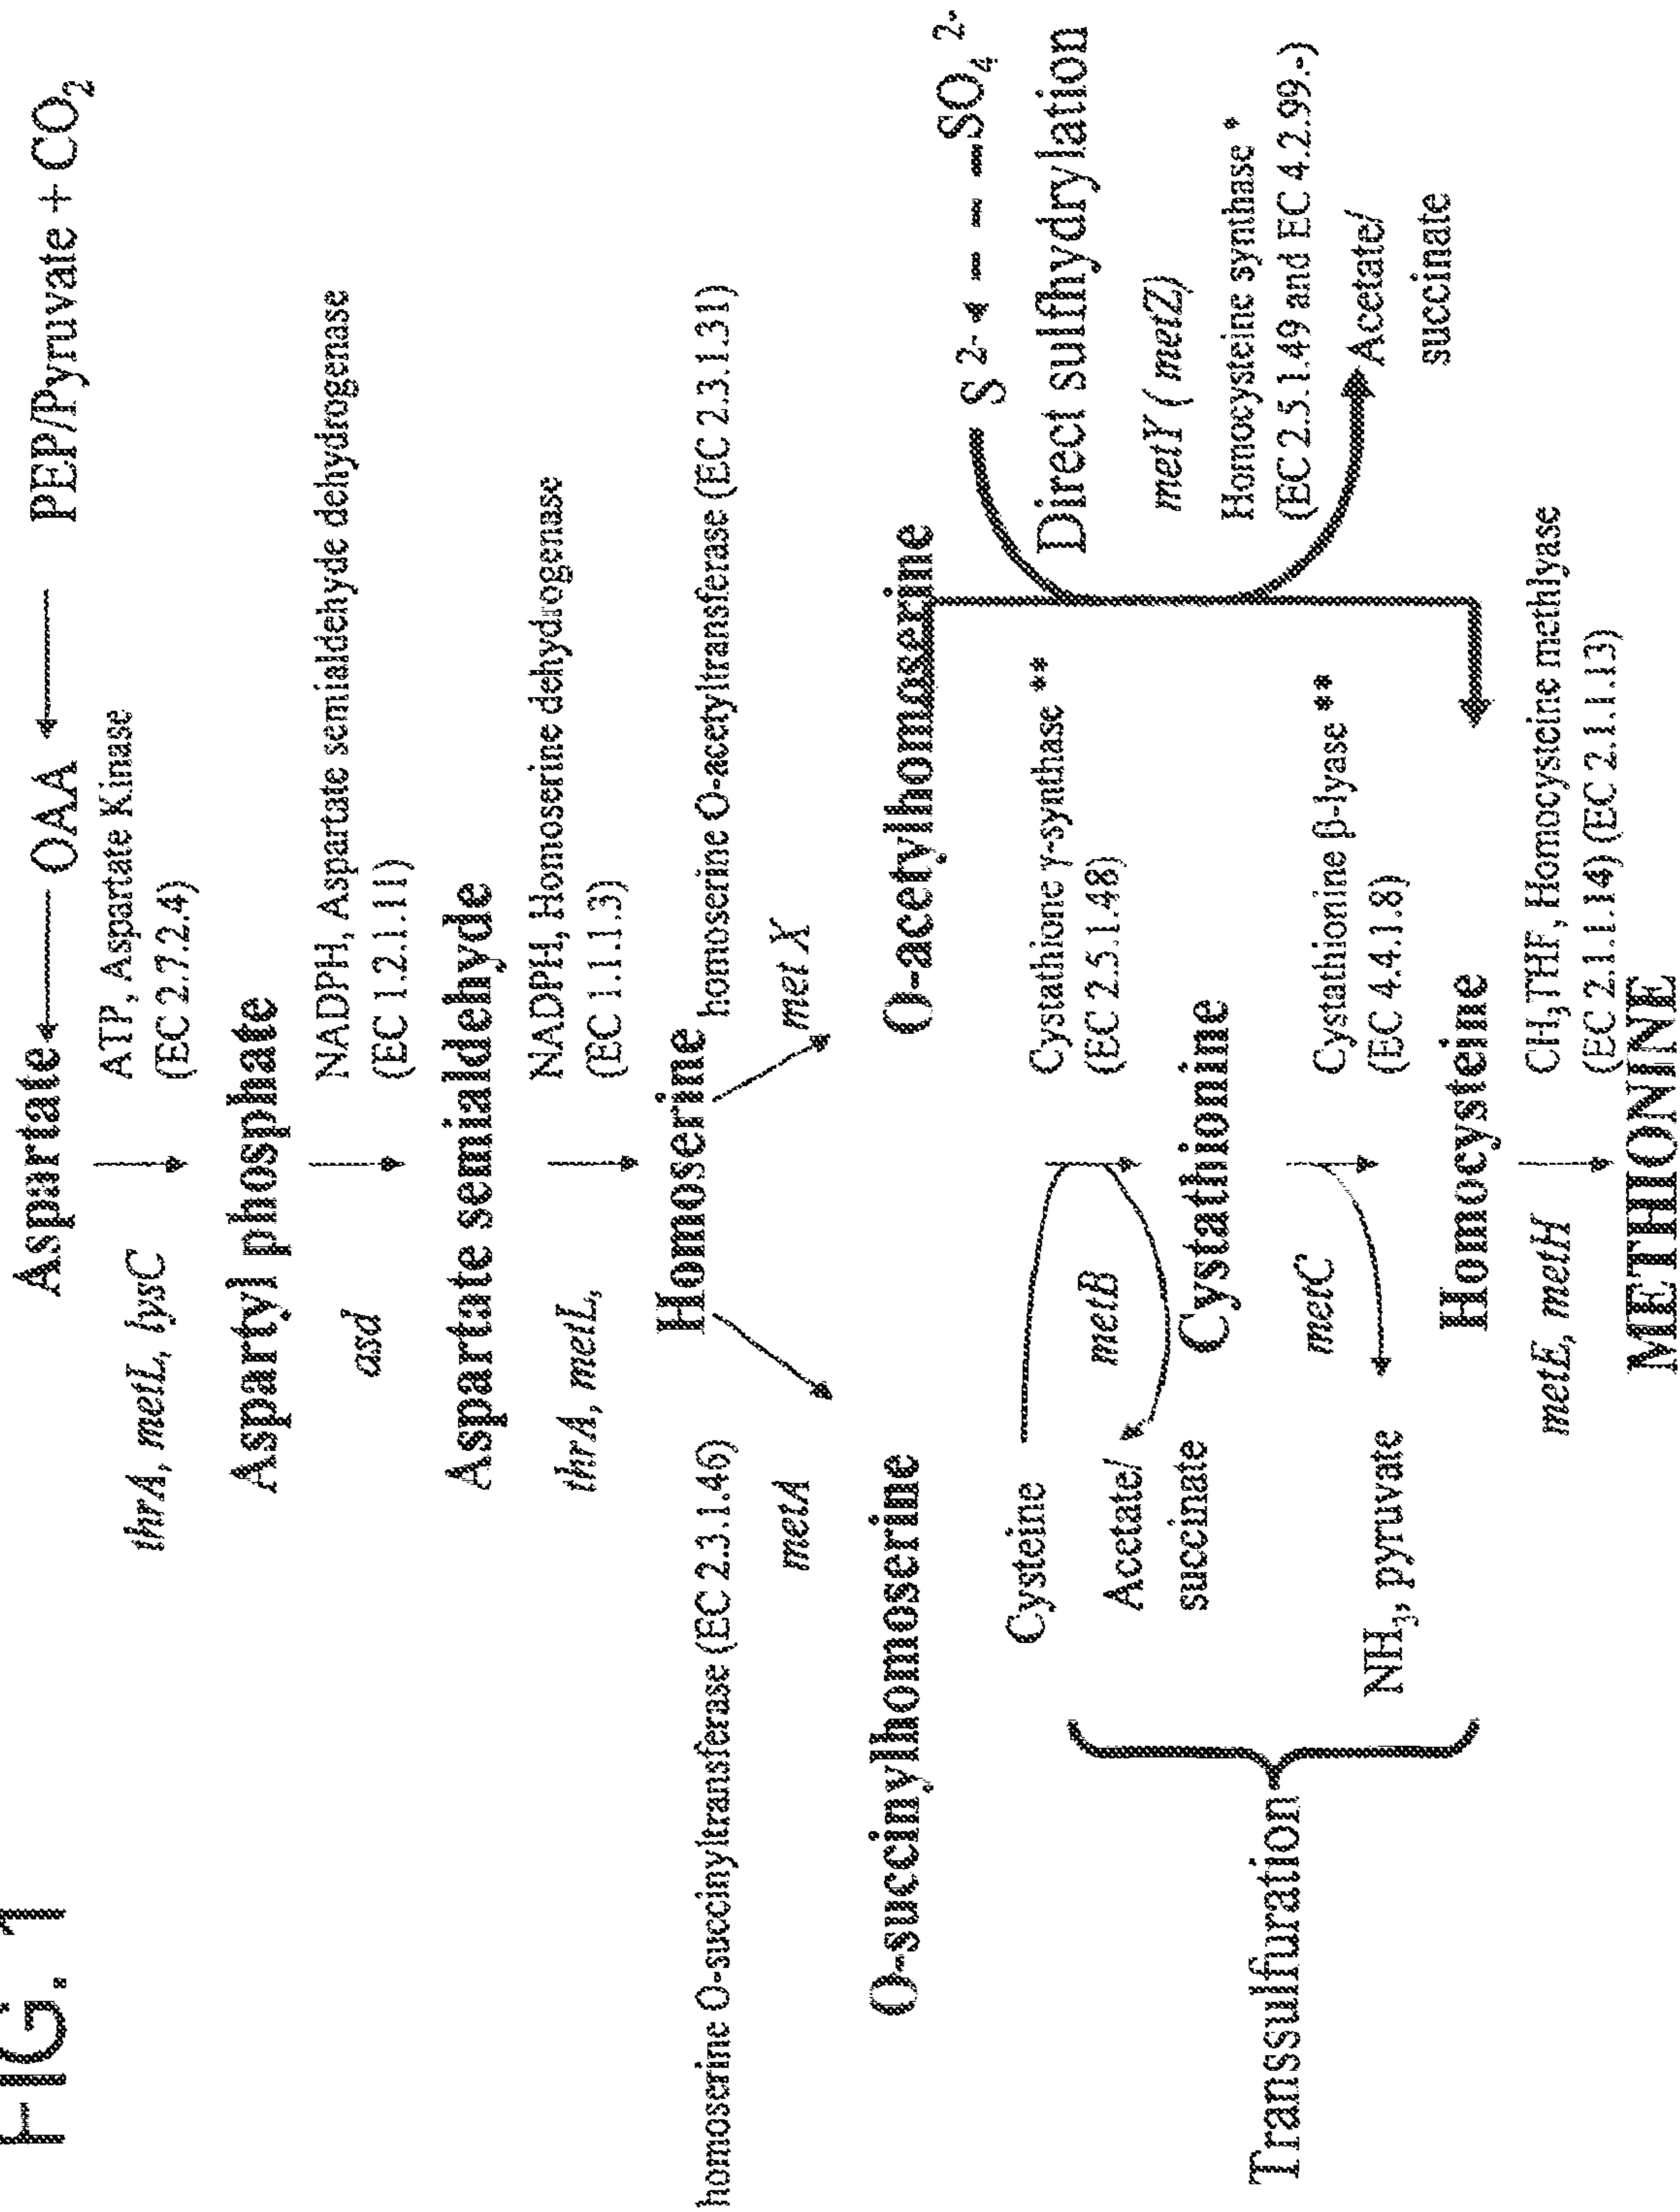 FIG. 1
Aspartate
OAA
PEP/Pyruvate + CO2
thrA, metL, lysC
ATP, Aspartate Kinase
(EC 2.7.2.4)
Aspartyl phosphate
asd
NADPH, Aspartate semialdehyde dehydrogenase
(EC 1.2.1.11)
Aspartate semialdehyde
thrA, metL,
NADPH, Homoserine dehydrogenase
(EC 1.1.1.3)
Homoserine
homoserine O-succinyltransferase (EC 2.3.1.46)
homoserine O-acetyltransferase (EC 2.3.1.31)
metA
met X
O-succinylhomoserine
O-acetylhomoserine
S 2-
SO4 2-
Cysteine
Cystathione γ-synthase **
(EC 2.5.1.48)
Direct sulfhydrylation
metB
Acetate/
succinate
metY ( metZ)
Cystathionine
Homocysteine synthase *
(EC 2.5.1.49 and EC 4.2.99.-)
Transsulfuration
metC
Cystathionine β-lyase **
(EC 4.4.1.8)
NH3, pyruvate
Acetate/
succinate
Homocysteine
metE, metH
CH3THF, Homocysteine methlyase
(EC 2.1.1.14) (EC 2.1.1.13)
METHIONINE